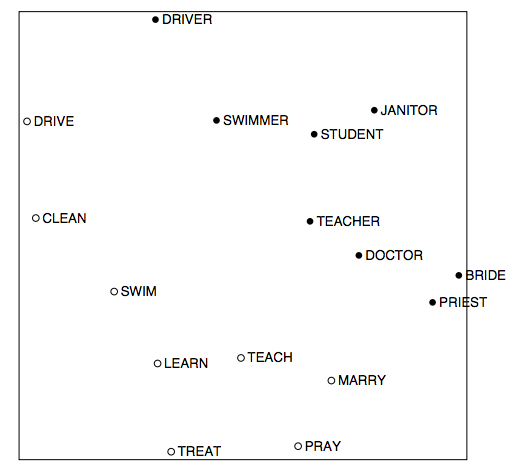 DRIVER
JANITOR
DRIVE
SWIMMER
STUDENT
CLEAN
TEACHER
DOCTOR
BRIDE
SWIM
PRIEST
LEARN
TEACH
MARRY
TREAT
PRAY